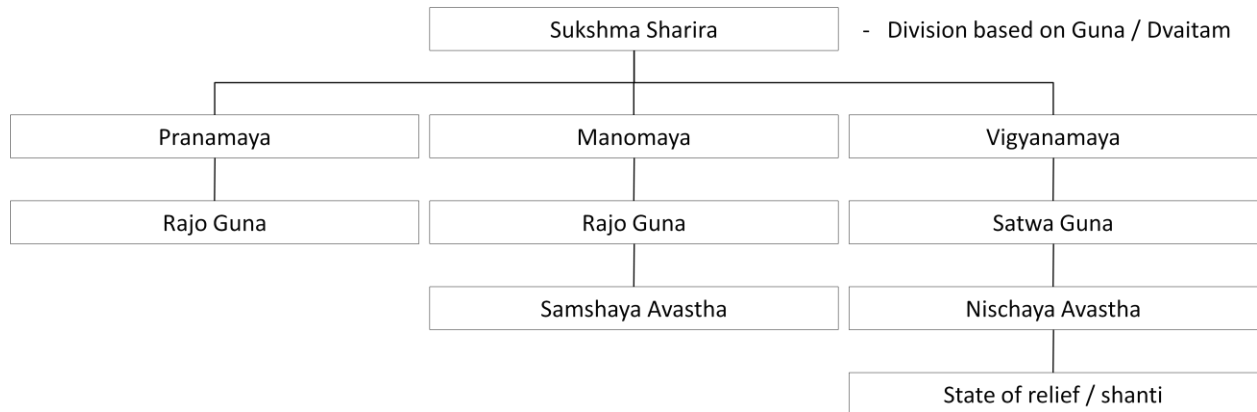 Sukshma Sharira
- Division based on Guna / Dvaitam
Pranamaya
Manomaya
Vigyanamaya
Rajo Guna
Rajo Guna
Satwa Guna
Samshaya Avastha
Nischaya Avastha
State of relief / shanti